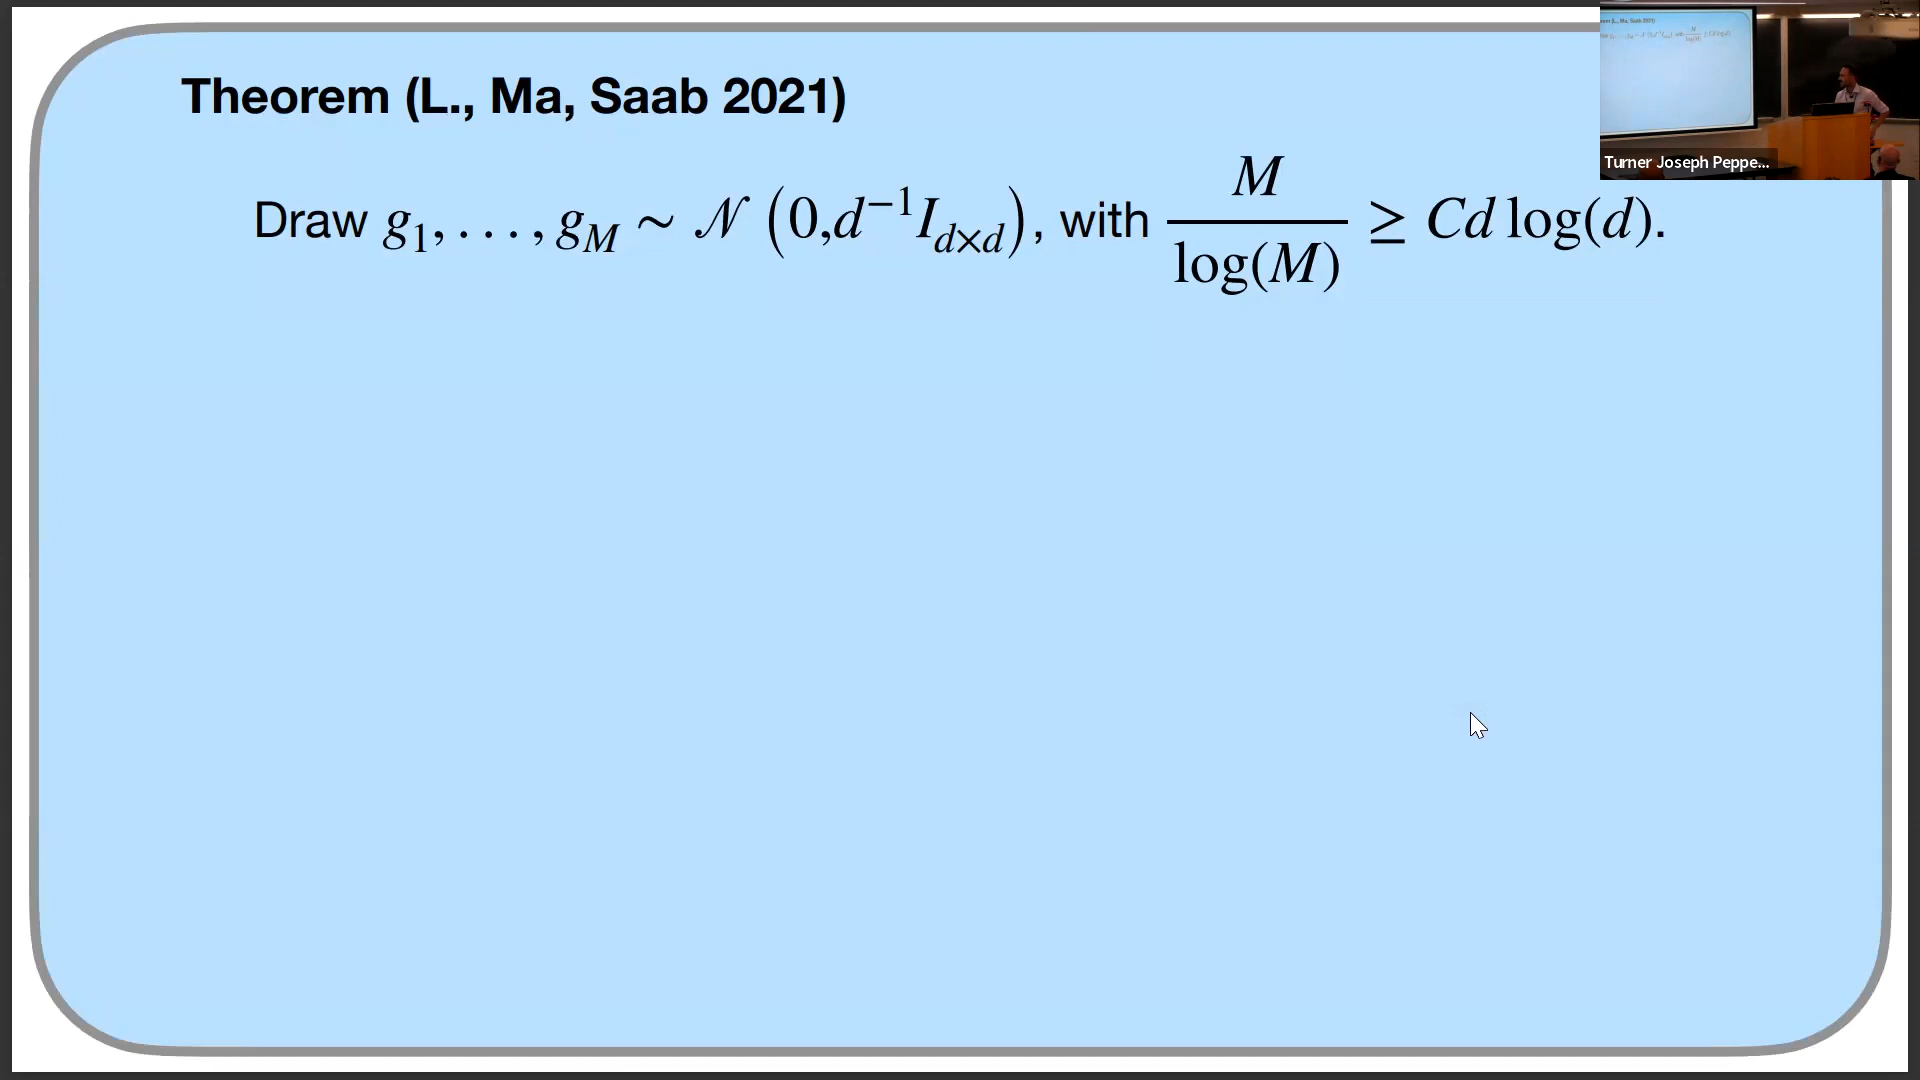 Theorem (L., Ma, Saab 2021)
Draw g_1, . . . , g_M ∼ 𝒩 (0,d^{−1}I_{d×d}), with M/log(M) ≥ Cd log(d).
Turner Joseph Peppe...